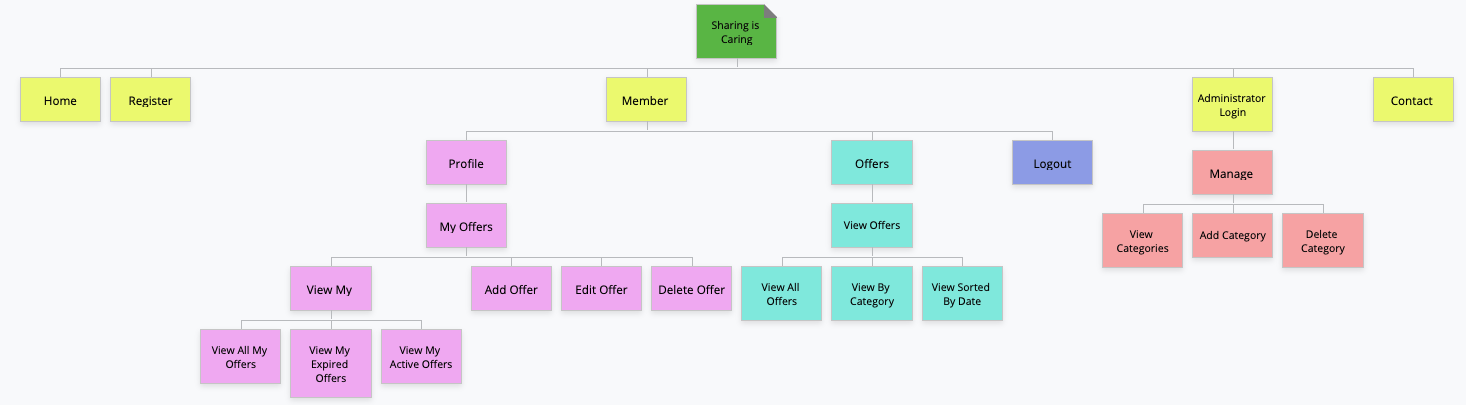 Sharing is
Caring
Home
Register
Member
Administrator
Login
Contact
Profile
Offers
Logout
Manage
My Offers
View Offers
View
Categories
Add Category
Delete
Category
View My
Add Offer
Edit Offer
Delete Offer
View All
Offers
View By
Category
View Sorted
By Date
View All My
Offers
View My
Expired
Offers
View My
Active Offers